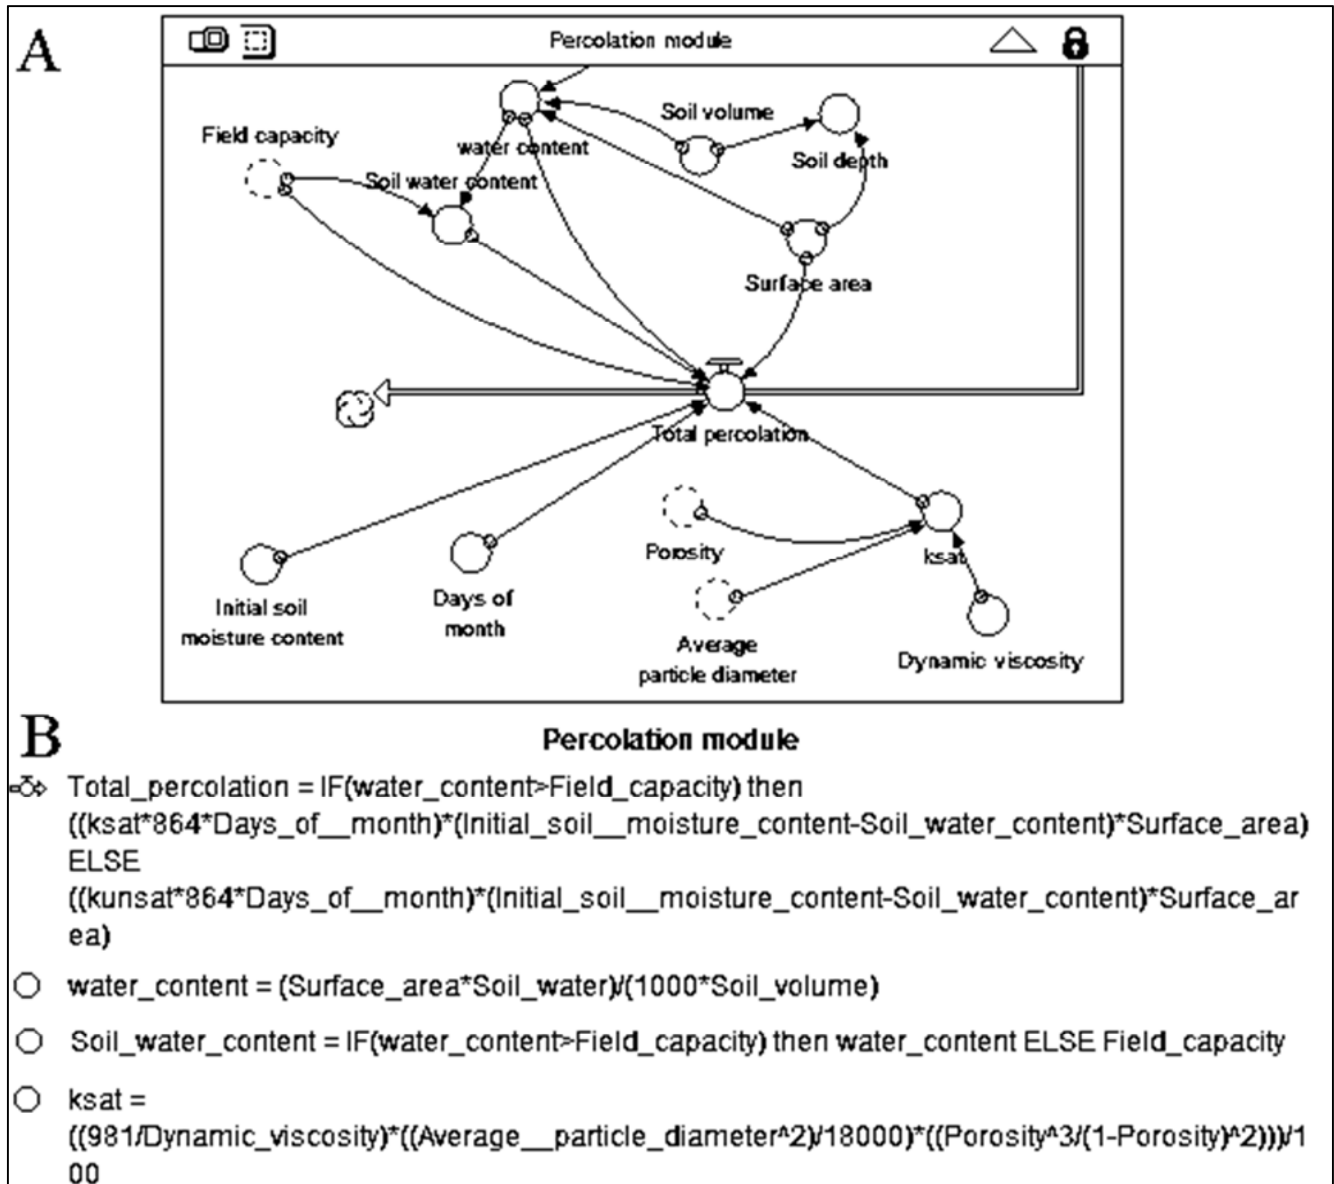 A
Percolation module
Field capacity
water content
Soil volume
Soil depth
Soil water content
Surface area
Total percolation
Initial soil
moisture content
Days of
month
Porosity
ksat
Average
particle diameter
Dynamic viscosity
B
Percolation module
Total_percolation = IF(water_content>Field_capacity) then
((ksat*864*Days_of__month)*(Initial_soil__moisture_content-Soil_water_content)*Surface_area)
ELSE
((kunsat*864*Days_of__month)*(Initial_soil__moisture_content-Soil_water_content)*Surface_ar
ea)
water_content = (Surface_area*Soil_water)/(1000*Soil_volume)
Soil_water_content = IF(water_content>Field_capacity) then water_content ELSE Field_capacity
ksat =
((981/Dynamic_viscosity)*((Average__particle_diameter^2)/18000)*((Porosity^3/(1-Porosity)^2)))/1
00